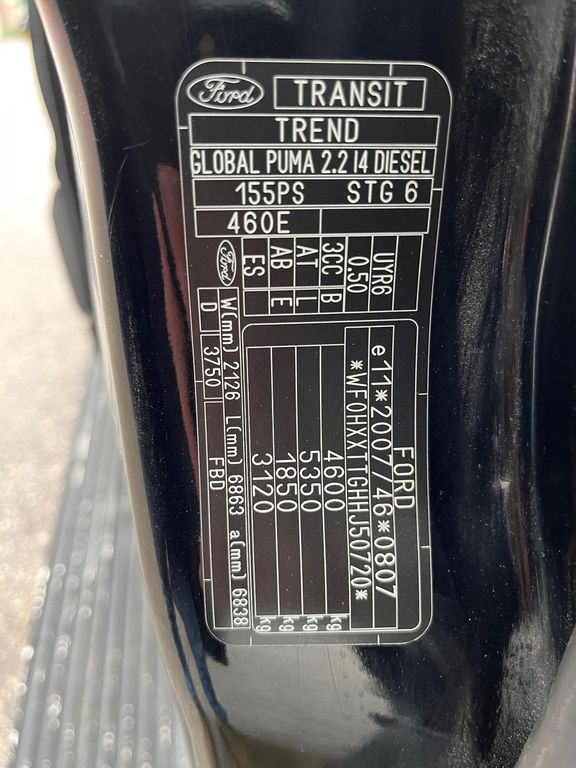 Ford TRANSIT
TREND
GLOBAL PUMA 2.2 I4 DIESEL
155PS STG 6
460E
Ford
UYR6
0.50
3CC B
AT L
AB E
ES
FORD
e11*2007/46*0807
*WF0HXXTTGHHJ50720*
4600 kg
5350 kg
1850 kg
3120 kg
W(mm) 2126 L(mm) 6863 a(mm) 6838
D 3750 FBD